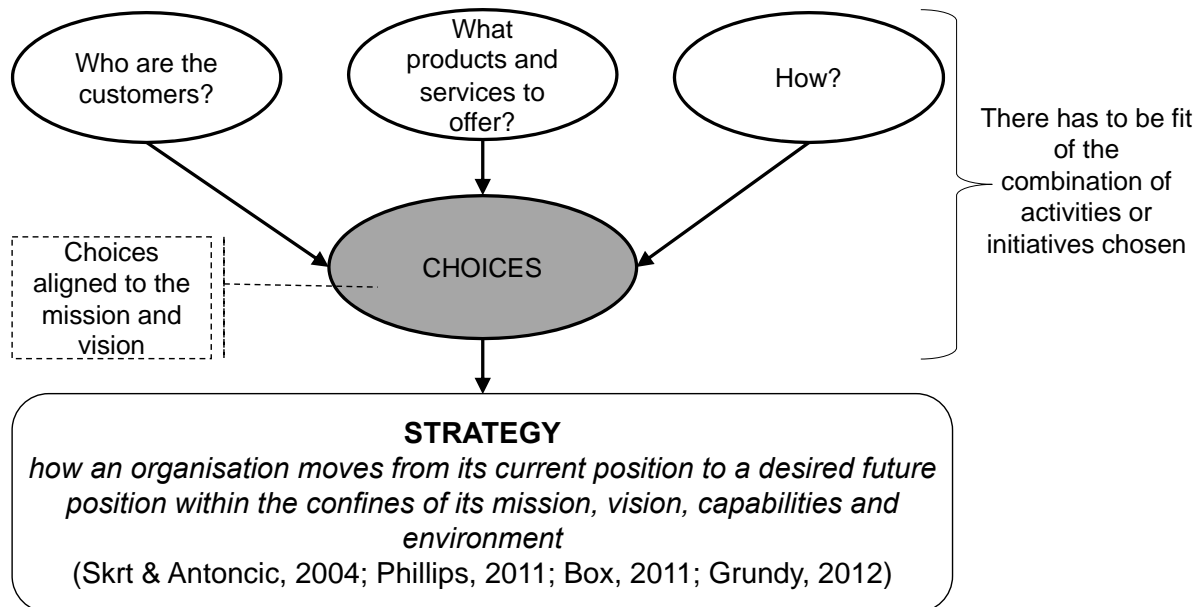 Who are the
customers?
What
products and
services to
offer?
How?
There has to be fit
of the
combination of
activities or
initiatives chosen
Choices
aligned to the
mission and
vision
CHOICES
STRATEGY
how an organisation moves from its current position to a desired future
position within the confines of its mission, vision, capabilities and
environment
(Skrt & Antoncic, 2004; Phillips, 2011; Box, 2011; Grundy, 2012)